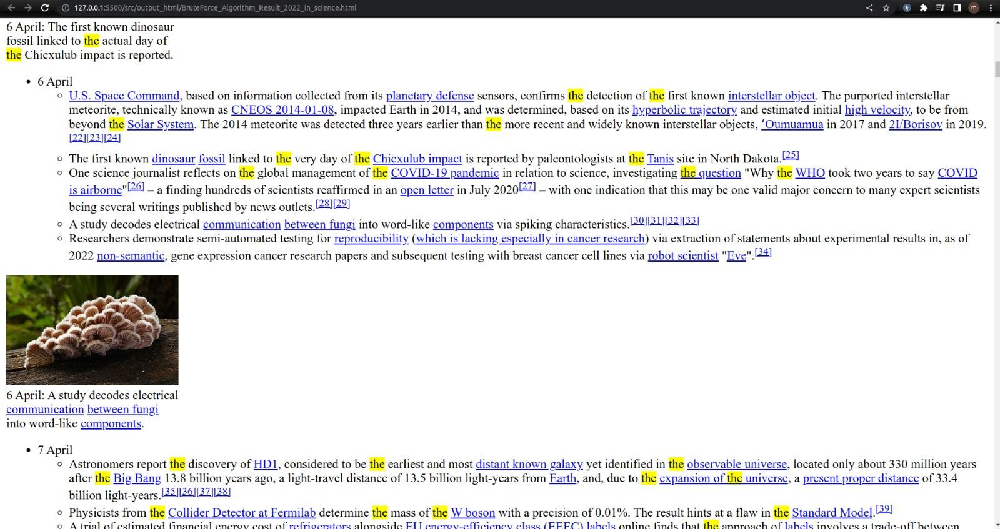 127.0.0.1:5500/src/output_html/BruteForce_Algorithm_Result_2022_in_science.html
m
6 April: The first known dinosaur
fossil linked to the actual day of
the Chicxulub impact is reported.
• 6 April
◦ U.S. Space Command, based on information collected from its planetary defense sensors, confirms the detection of the first known interstellar object. The purported interstellar
meteorite, technically known as CNEOS 2014-01-08, impacted Earth in 2014, and was determined, based on its hyperbolic trajectory and estimated initial high velocity, to be from
beyond the Solar System. The 2014 meteorite was detected three years earlier than the more recent and widely known interstellar objects, ʻOumuamua in 2017 and 2I/Borisov in 2019.
[22][23][24]
◦ The first known dinosaur fossil linked to the very day of the Chicxulub impact is reported by paleontologists at the Tanis site in North Dakota.[25]
◦ One science journalist reflects on the global management of the COVID-19 pandemic in relation to science, investigating the question "Why the WHO took two years to say COVID
is airborne"[26] – a finding hundreds of scientists reaffirmed in an open letter in July 2020[27] – with one indication that this may be one valid major concern to many expert scientists
being several writings published by news outlets.[28][29]
◦ A study decodes electrical communication between fungi into word-like components via spiking characteristics.[30][31][32][33]
◦ Researchers demonstrate semi-automated testing for reproducibility (which is lacking especially in cancer research) via extraction of statements about experimental results in, as of
2022 non-semantic, gene expression cancer research papers and subsequent testing with breast cancer cell lines via robot scientist "Eve".[34]
6 April: A study decodes electrical
communication between fungi
into word-like components.
• 7 April
◦ Astronomers report the discovery of HD1, considered to be the earliest and most distant known galaxy yet identified in the observable universe, located only about 330 million years
after the Big Bang 13.8 billion years ago, a light-travel distance of 13.5 billion light-years from Earth, and, due to the expansion of the universe, a present proper distance of 33.4
billion light-years.[35][36][37][38]
◦ Physicists from the Collider Detector at Fermilab determine the mass of the W boson with a precision of 0.01%. The result hints at a flaw in the Standard Model.[39]
◦ A trial of estimated financial energy cost of refrigerators alongside EU energy-efficiency class (EEEC) labels online finds that the approach of labels involves a trade-off between